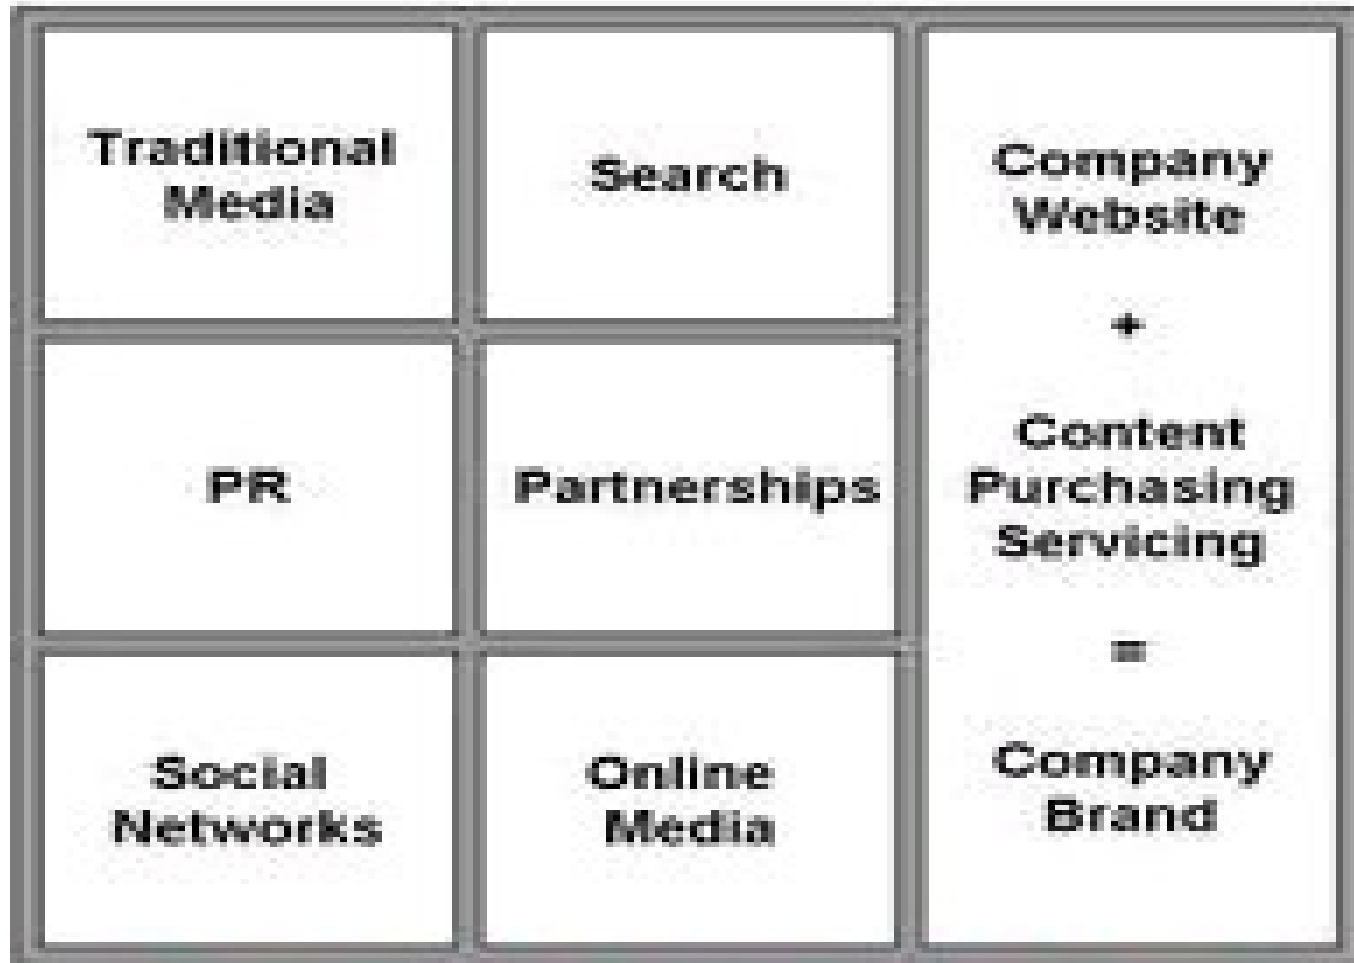 Traditional
Media
Search
PR
Partnerships
Social
Networks
Online
Media
Company
Website
+
Content
Purchasing
Servicing
=
Company
Brand